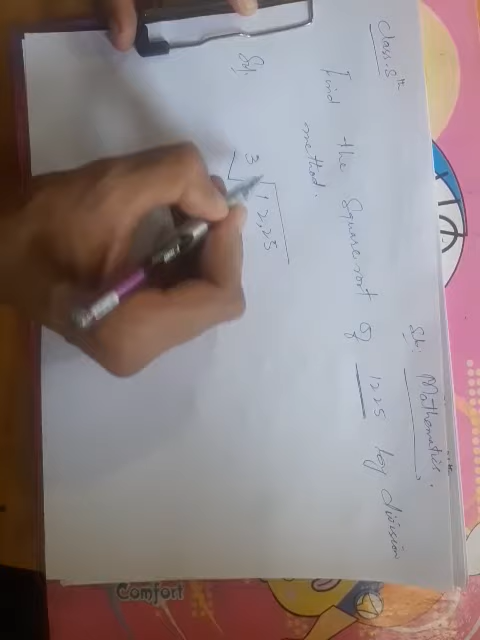 Class-8th
Sub: Mathematics.
Find the Square root of 1225 by division
method.
Sol.
3 √12,25
Comfort